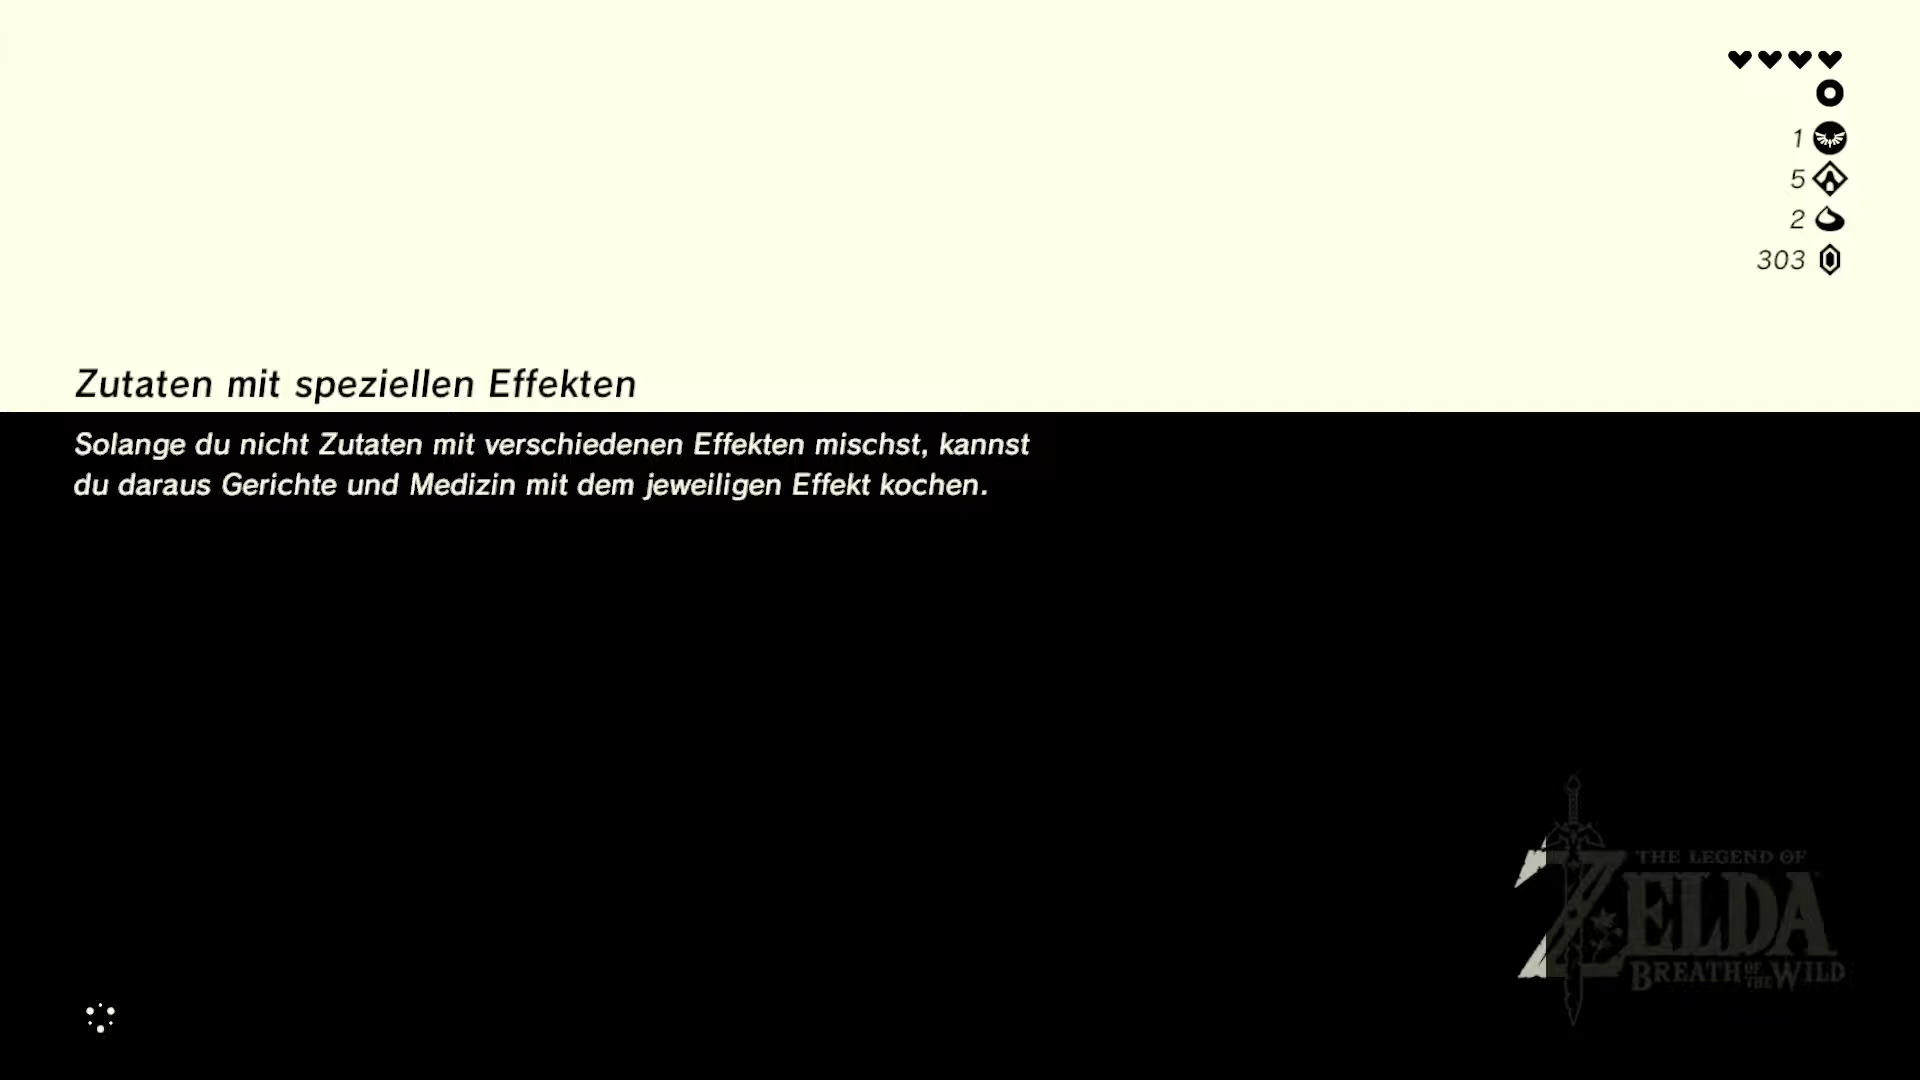 1
5
2
303
Zutaten mit speziellen Effekten
Solange du nicht Zutaten mit verschiedenen Effekten mischst, kannst
du daraus Gerichte und Medizin mit dem jeweiligen Effekt kochen.
THE LEGEND OF
ZELDA
BREATH OF THE WILD